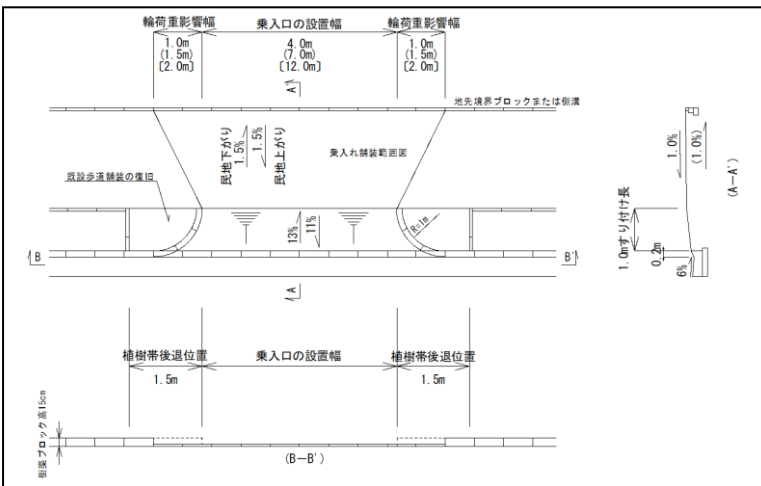 輪荷重影響幅
乗入口の設置幅
輪荷重影響幅
1.0m
(1.5m)
[2.0m]
4.0m
(7.0m)
[12.0m]
1.0m
(1.5m)
[2.0m]
A'
地先境界ブロックまたは側溝
民地下がり
1.5%
1.5%
民地上がり
乗入れ舗装範囲図
既設歩道舗装の復旧
13%
11%
R=1m
B
B'
A
1.0%
(1.0%)
(A-A')
1.0mすり付け長
0.2m
6%
植樹帯後退位置
乗入口の設置幅
植樹帯後退位置
1.5m
1.5m
ブロック高15cm
(B-B')